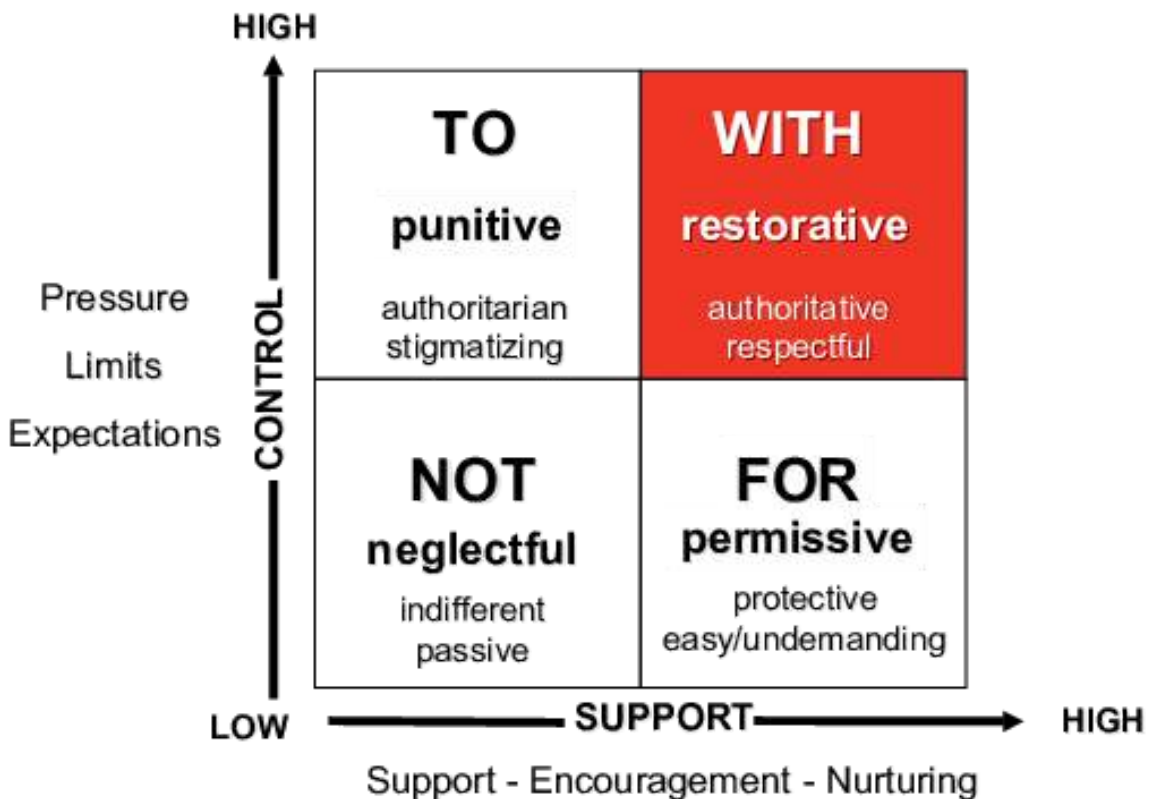 HIGH
TO
punitive
authoritarian
stigmatizing
WITH
restorative
authoritative
respectful
Pressure
Limits
Expectations
CONTROL
NOT
neglectful
indifferent
passive
FOR
permissive
protective
easy/undemanding
LOW
SUPPORT
HIGH
Support - Encouragement - Nurturing